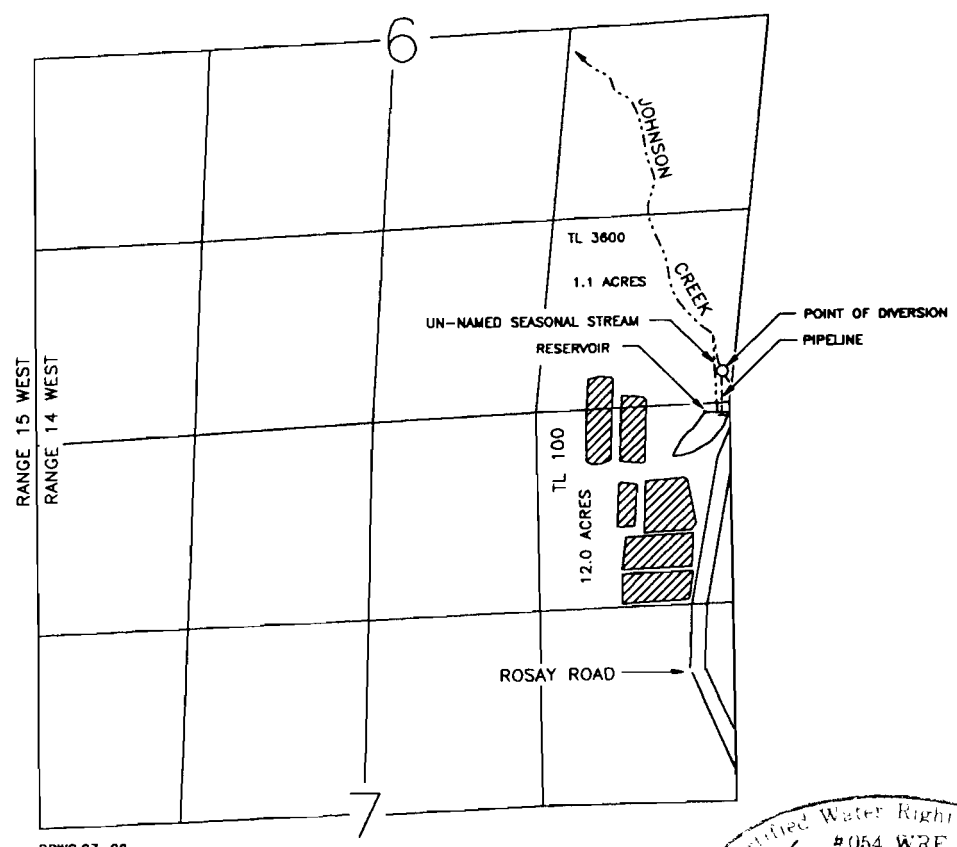 6
JOHNSON
CREEK
TL 3600
1.1 ACRES
UN-NAMED SEASONAL STREAM
POINT OF DIVERSION
RESERVOIR
PIPELINE
RANGE 15 WEST
RANGE 14 WEST
TL 100
12.0 ACRES
ROSAY ROAD
7
Water Right
#054 WRE